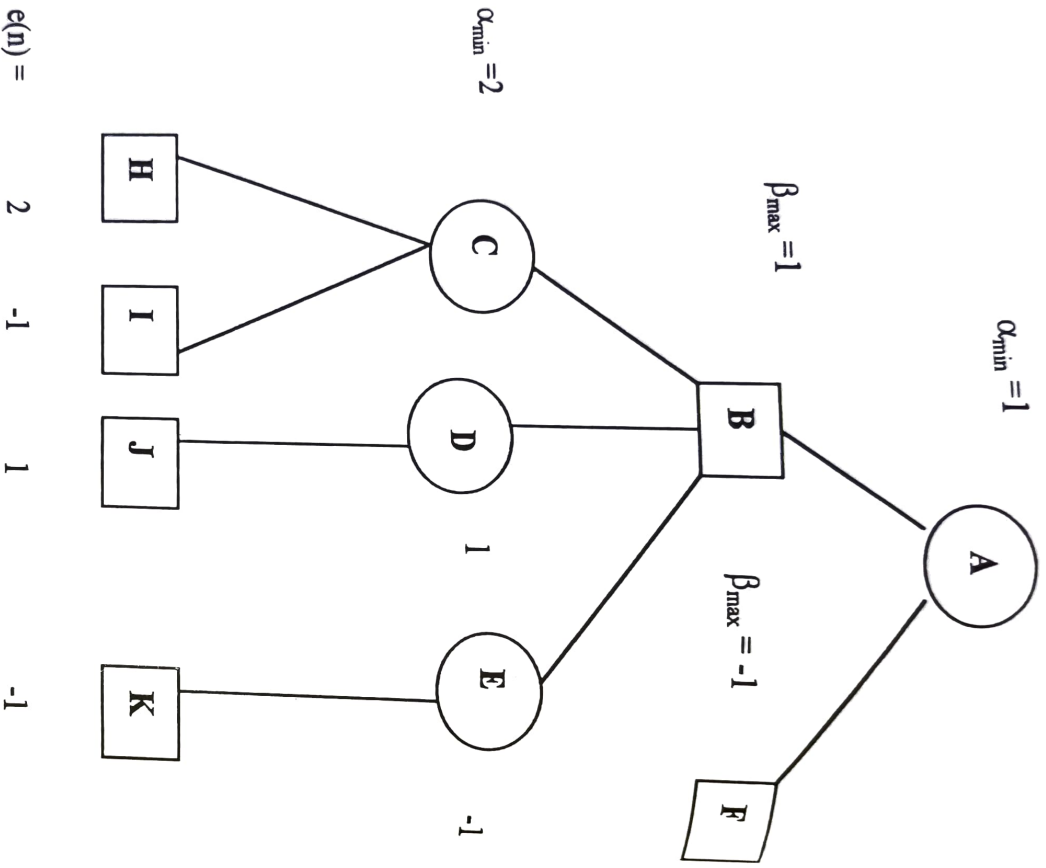 αmin =1 A
βmax =1 B βmax = -1 F
αmin =2 C D 1 E -1
H I J K
e(n) = 2 -1 1 -1